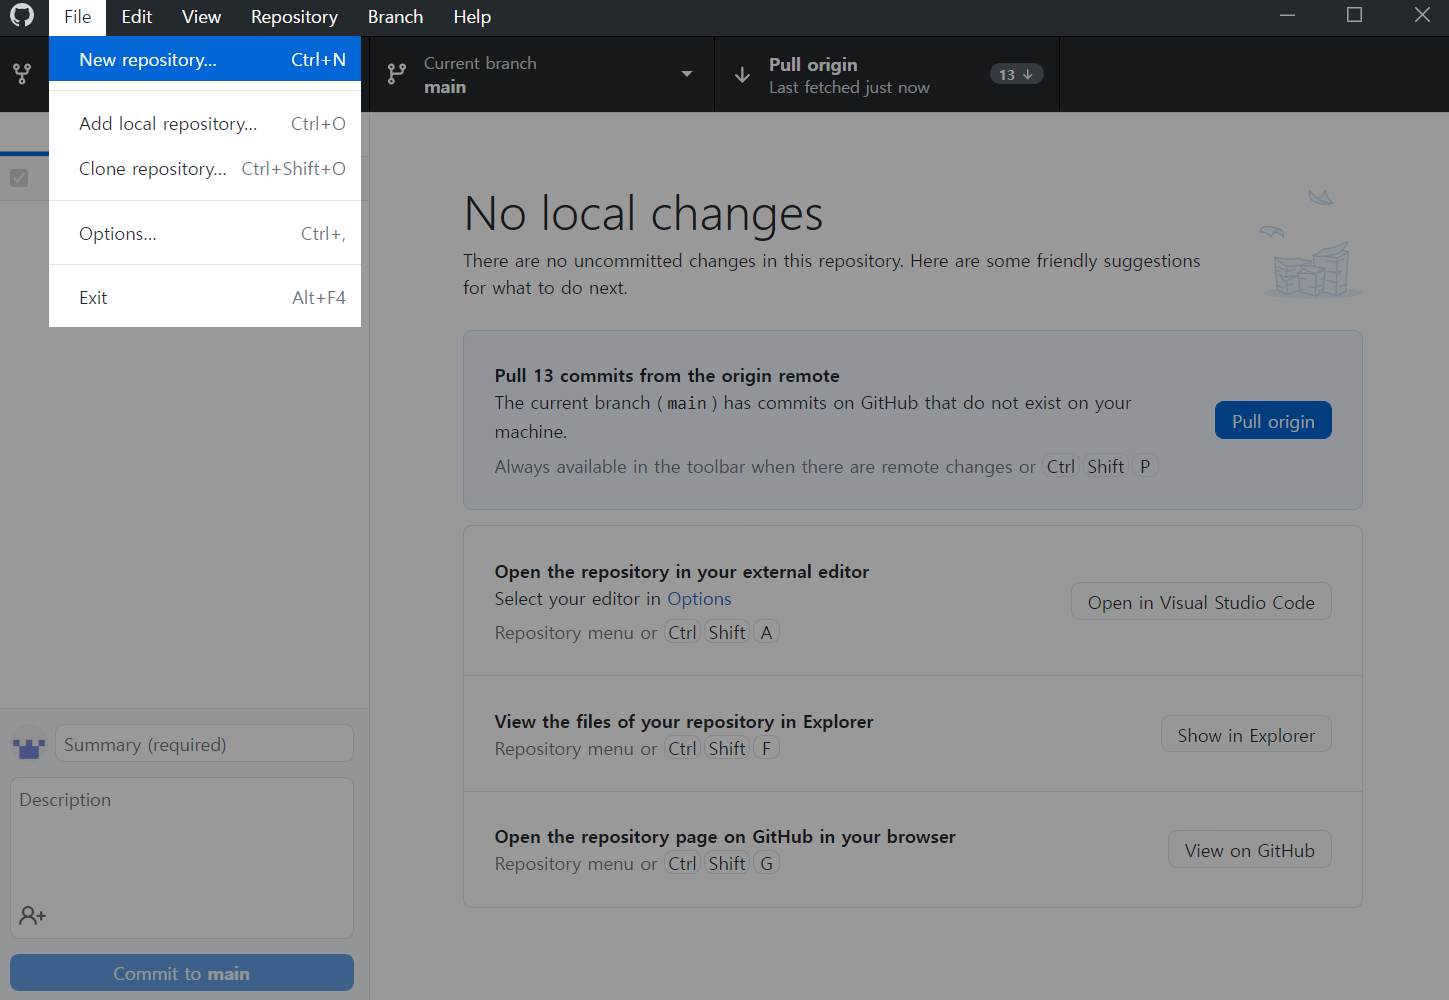 File Edit View Repository Branch Help
New repository... Ctrl+N
Add local repository... Ctrl+O
Clone repository... Ctrl+Shift+O
Options... Ctrl+,
Exit Alt+F4
Current branch
main
Pull origin
Last fetched just now
13
No local changes
There are no uncommitted changes in this repository. Here are some friendly suggestions
for what to do next.
Pull 13 commits from the origin remote
The current branch (main) has commits on GitHub that do not exist on your
machine.
Always available in the toolbar when there are remote changes or Ctrl Shift P
Pull origin
Open the repository in your external editor
Select your editor in Options
Repository menu or Ctrl Shift A
Open in Visual Studio Code
View the files of your repository in Explorer
Repository menu or Ctrl Shift F
Show in Explorer
Open the repository page on GitHub in your browser
Repository menu or Ctrl Shift G
View on GitHub
Summary (required)
Description
Commit to main